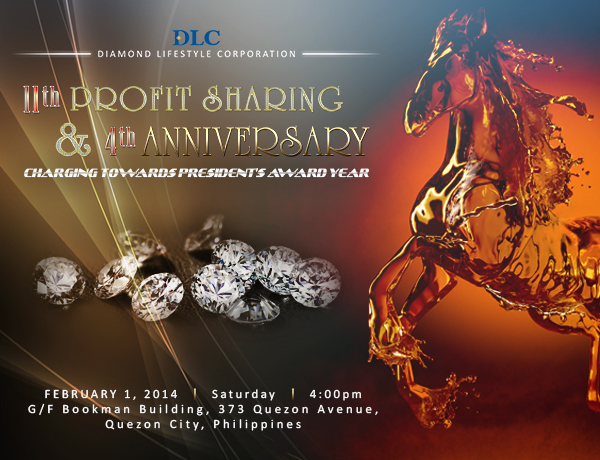 DLC
DIAMOND LIFESTYLE CORPORATION
11th PROFIT SHARING
& 4th ANNIVERSARY
CHARGING TOWARDS PRESIDENT'S AWARD YEAR
FEBRUARY 1, 2014 | Saturday | 4:00pm
G/F Bookman Building, 373 Quezon Avenue,
Quezon City, Philippines